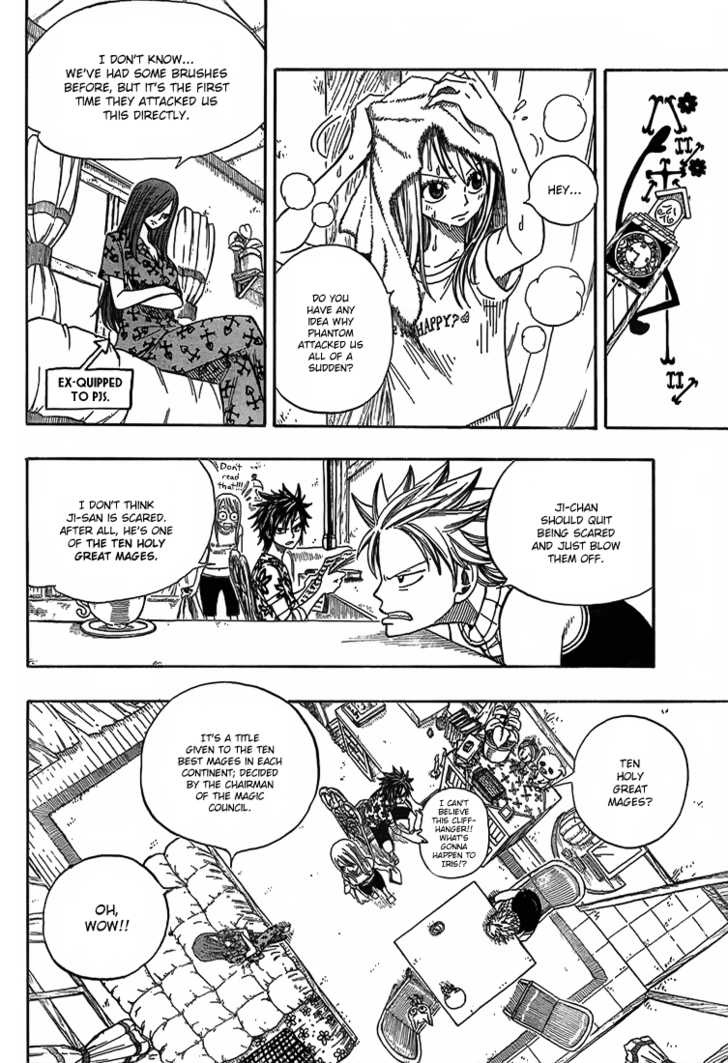 HEY...
DO YOU
HAVE ANY
IDEA WHY
PHANTOM
ATTACKED US
ALL OF A
SUDDEN?
HAPPY?
I DON'T KNOW...
WE'VE HAD SOME BRUSHES
BEFORE, BUT IT'S THE FIRST
TIME THEY ATTACKED US
THIS DIRECTLY.
EX-QUIPPED
TO PJS.
JI-CHAN
SHOULD QUIT
BEING SCARED
AND JUST BLOW
THEM OFF.
Don't
read
that!!!
I DON'T THINK
JI-SAN IS SCARED.
AFTER ALL, HE'S ONE
OF THE TEN HOLY
GREAT MAGES.
TEN
HOLY
GREAT
MAGES?
I CAN'T
BELIEVE
THIS CLIFF-
HANGER!!
WHAT'S
GONNA
HAPPEN TO
IRIS!?
IT'S A TITLE
GIVEN TO THE TEN
BEST MAGES IN EACH
CONTINENT; DECIDED
BY THE CHAIRMAN
OF THE MAGIC
COUNCIL.
OH,
WOW!!